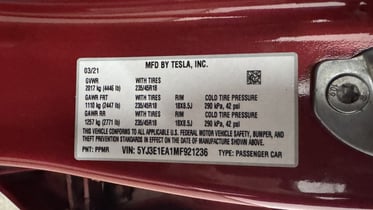 MFD BY TESLA, INC.
03/21
GVWR WITH TIRES
2017 kg (4446 lb) 235/45R18
GAWR FRT WITH TIRES RIM COLD TIRE PRESSURE
1110 kg (2447 lb) 235/45R18 18X8.5J 290 kPa, 42 psi
GAWR RR WITH TIRES RIM COLD TIRE PRESSURE
1257 kg (2771 lb) 235/45R18 18X8.5J 290 kPa, 42 psi
THIS VEHICLE CONFORMS TO ALL FEDERAL MOTOR VEHICLE SAFETY, BUMPER, AND
THEFT PREVENTION STANDARDS IN EFFECT ON THE DATE OF MANUFACTURE SHOWN ABOVE.
PNT: PPMR VIN: 5YJ3E1EA1MF921236 TYPE: PASSENGER CAR